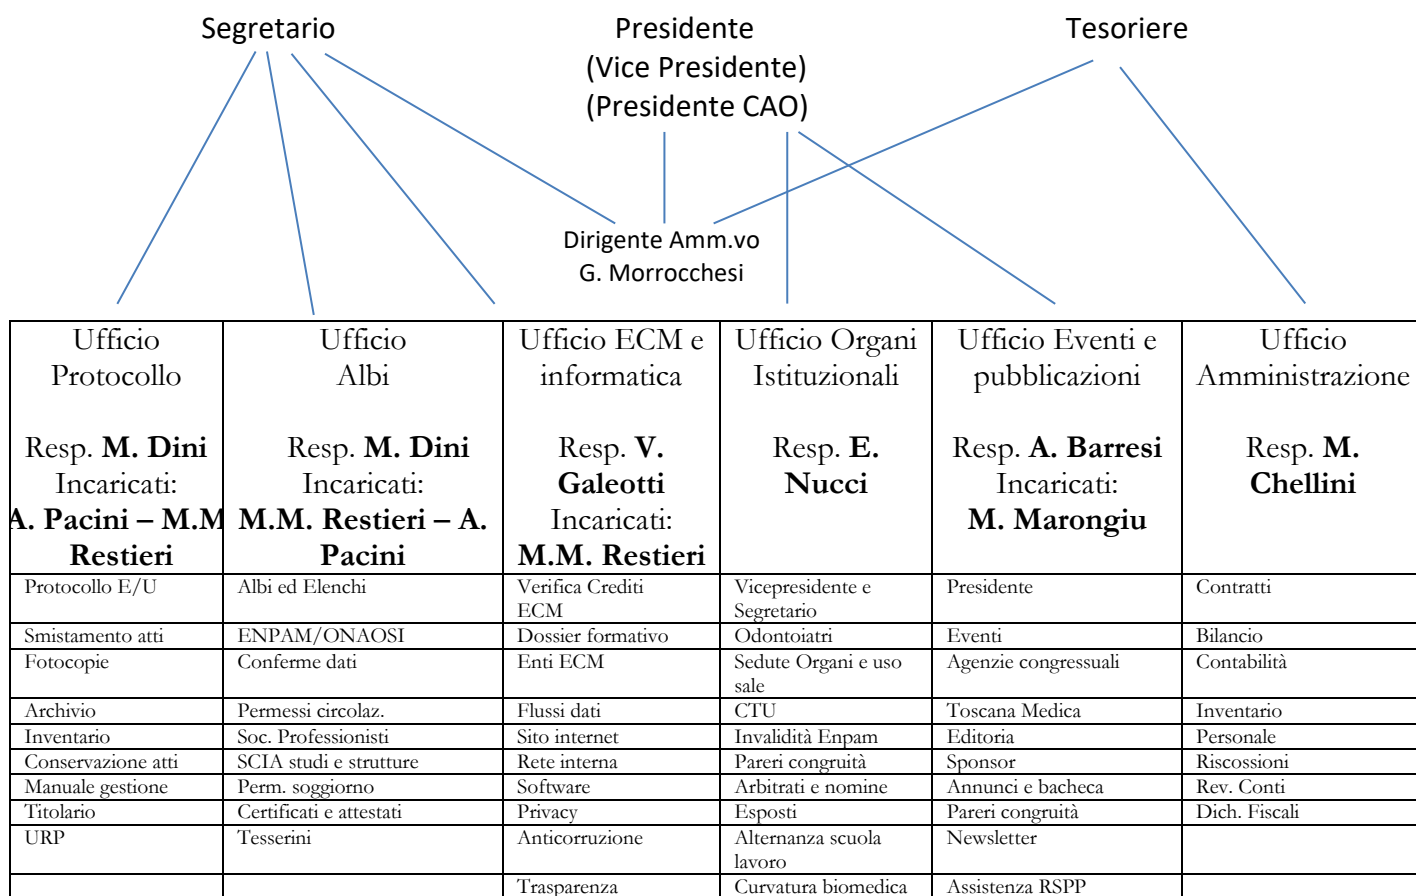 Segretario
Presidente
Tesoriere
(Vice Presidente)
(Presidente CAO)
Dirigente Amm.vo
G. Morrocchesi
Ufficio
Protocollo
Resp. M. Dini
Incaricati:
A. Pacini – M.M
Restieri
Ufficio
Albi
Resp. M. Dini
Incaricati:
M.M. Restieri – A.
Pacini
Ufficio ECM e
informatica
Resp. V.
Galeotti
Incaricati:
M.M. Restieri
Ufficio Organi
Istituzionali
Resp. E.
Nucci
Ufficio Eventi e
pubblicazioni
Resp. A. Barresi
Incaricati:
M. Marongiu
Ufficio
Amministrazione
Resp. M.
Chellini
Protocollo E/U
Albi ed Elenchi
Verifica Crediti
ECM
Vicepresidente e
Segretario
Presidente
Contratti
Smistamento atti
ENPAM/ONAOSI
Dossier formativo
Odontoiatri
Eventi
Bilancio
Fotocopie
Conferme dati
Enti ECM
Sedute Organi e uso
sale
Agenzie congressuali
Contabilità
Archivio
Permessi circolaz.
Flussi dati
CTU
Toscana Medica
Inventario
Inventario
Soc. Professionisti
Sito internet
Invalidità Enpam
Editoria
Personale
Conservazione atti
SCIA studi e strutture
Rete interna
Pareri congruità
Sponsor
Riscossioni
Manuale gestione
Perm. soggiorno
Software
Arbitrati e nomine
Annunci e bacheca
Rev. Conti
Titolario
Certificati e attestati
Privacy
Esposti
Pareri congruità
Dich. Fiscali
URP
Tesserini
Anticorruzione
Alternanza scuola
lavoro
Newsletter
Trasparenza
Curvatura biomedica
Assistenza RSPP